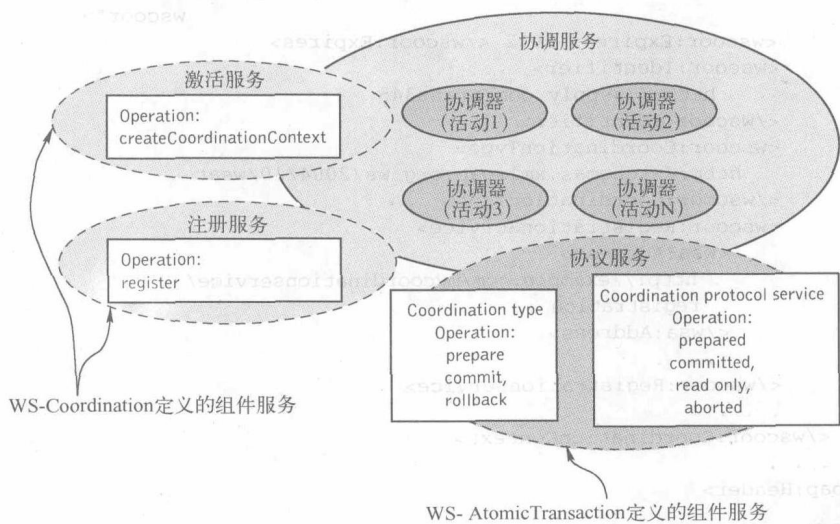 协调服务
激活服务
Operation:
createCoordinationContext
协调器
(活动1)
协调器
(活动2)
协调器
(活动3)
协调器
(活动N)
注册服务
Operation:
register
协议服务
Coordination type
Operation:
prepare
commit,
rollback
Coordination protocol service
Operation:
prepared
committed,
read only,
aborted
WS-Coordination定义的组件服务
WS- AtomicTransaction定义的组件服务